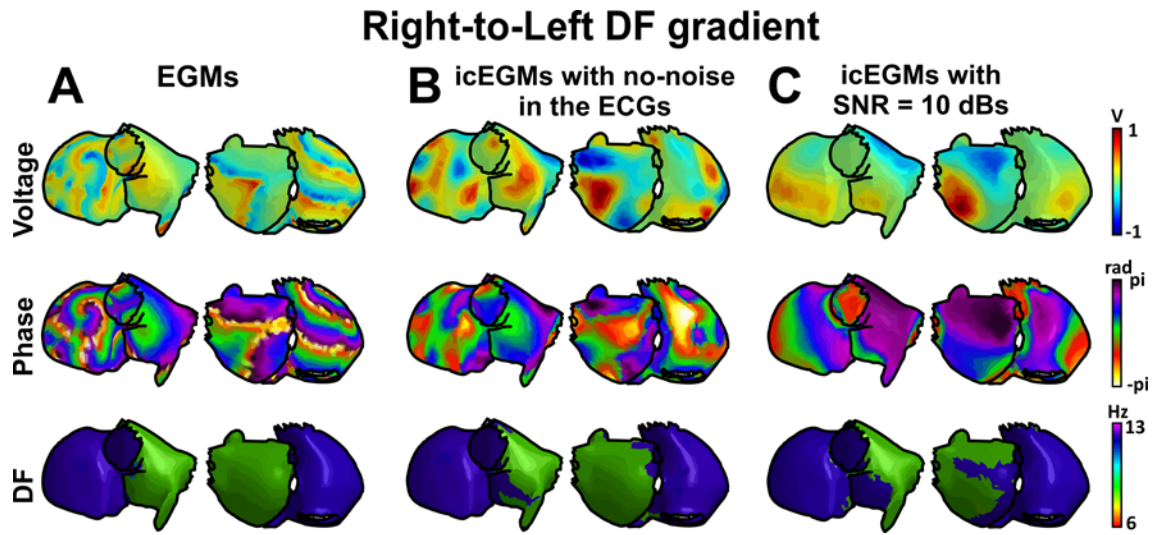 Right-to-Left DF gradient
A
EGMs
B
icEGMs with no-noise
in the ECGs
C
icEGMs with
SNR = 10 dBs
Voltage
V
1
-1
Phase
rad
pi
-pi
DF
Hz
13
6